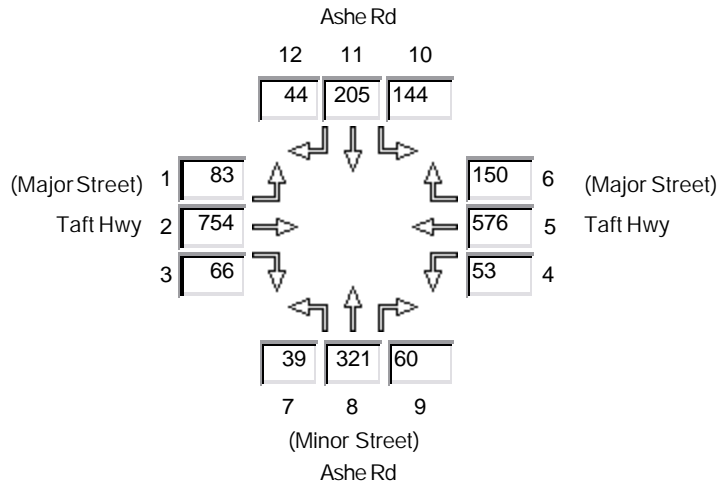 Ashe Rd
12 11 10
44 205 144
(Major Street) 1 83 150 6 (Major Street)
Taft Hwy 2 754 576 5 Taft Hwy
3 66 53 4
39 321 60
7 8 9
(Minor Street)
Ashe Rd